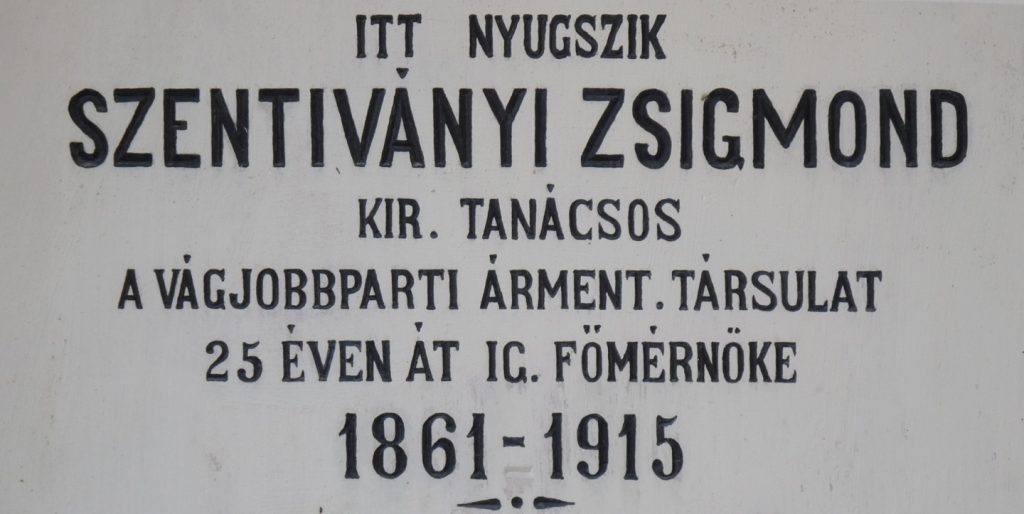 ITT NYUGSZIK
SZENTIVÁNYI ZSIGMOND
KIR. TANÁCSOS
A VÁGJOBBPARTI ÁRMENT. TÁRSULAT
25 ÉVEN ÁT IG. FŐMÉRNÖKE
1861-1915